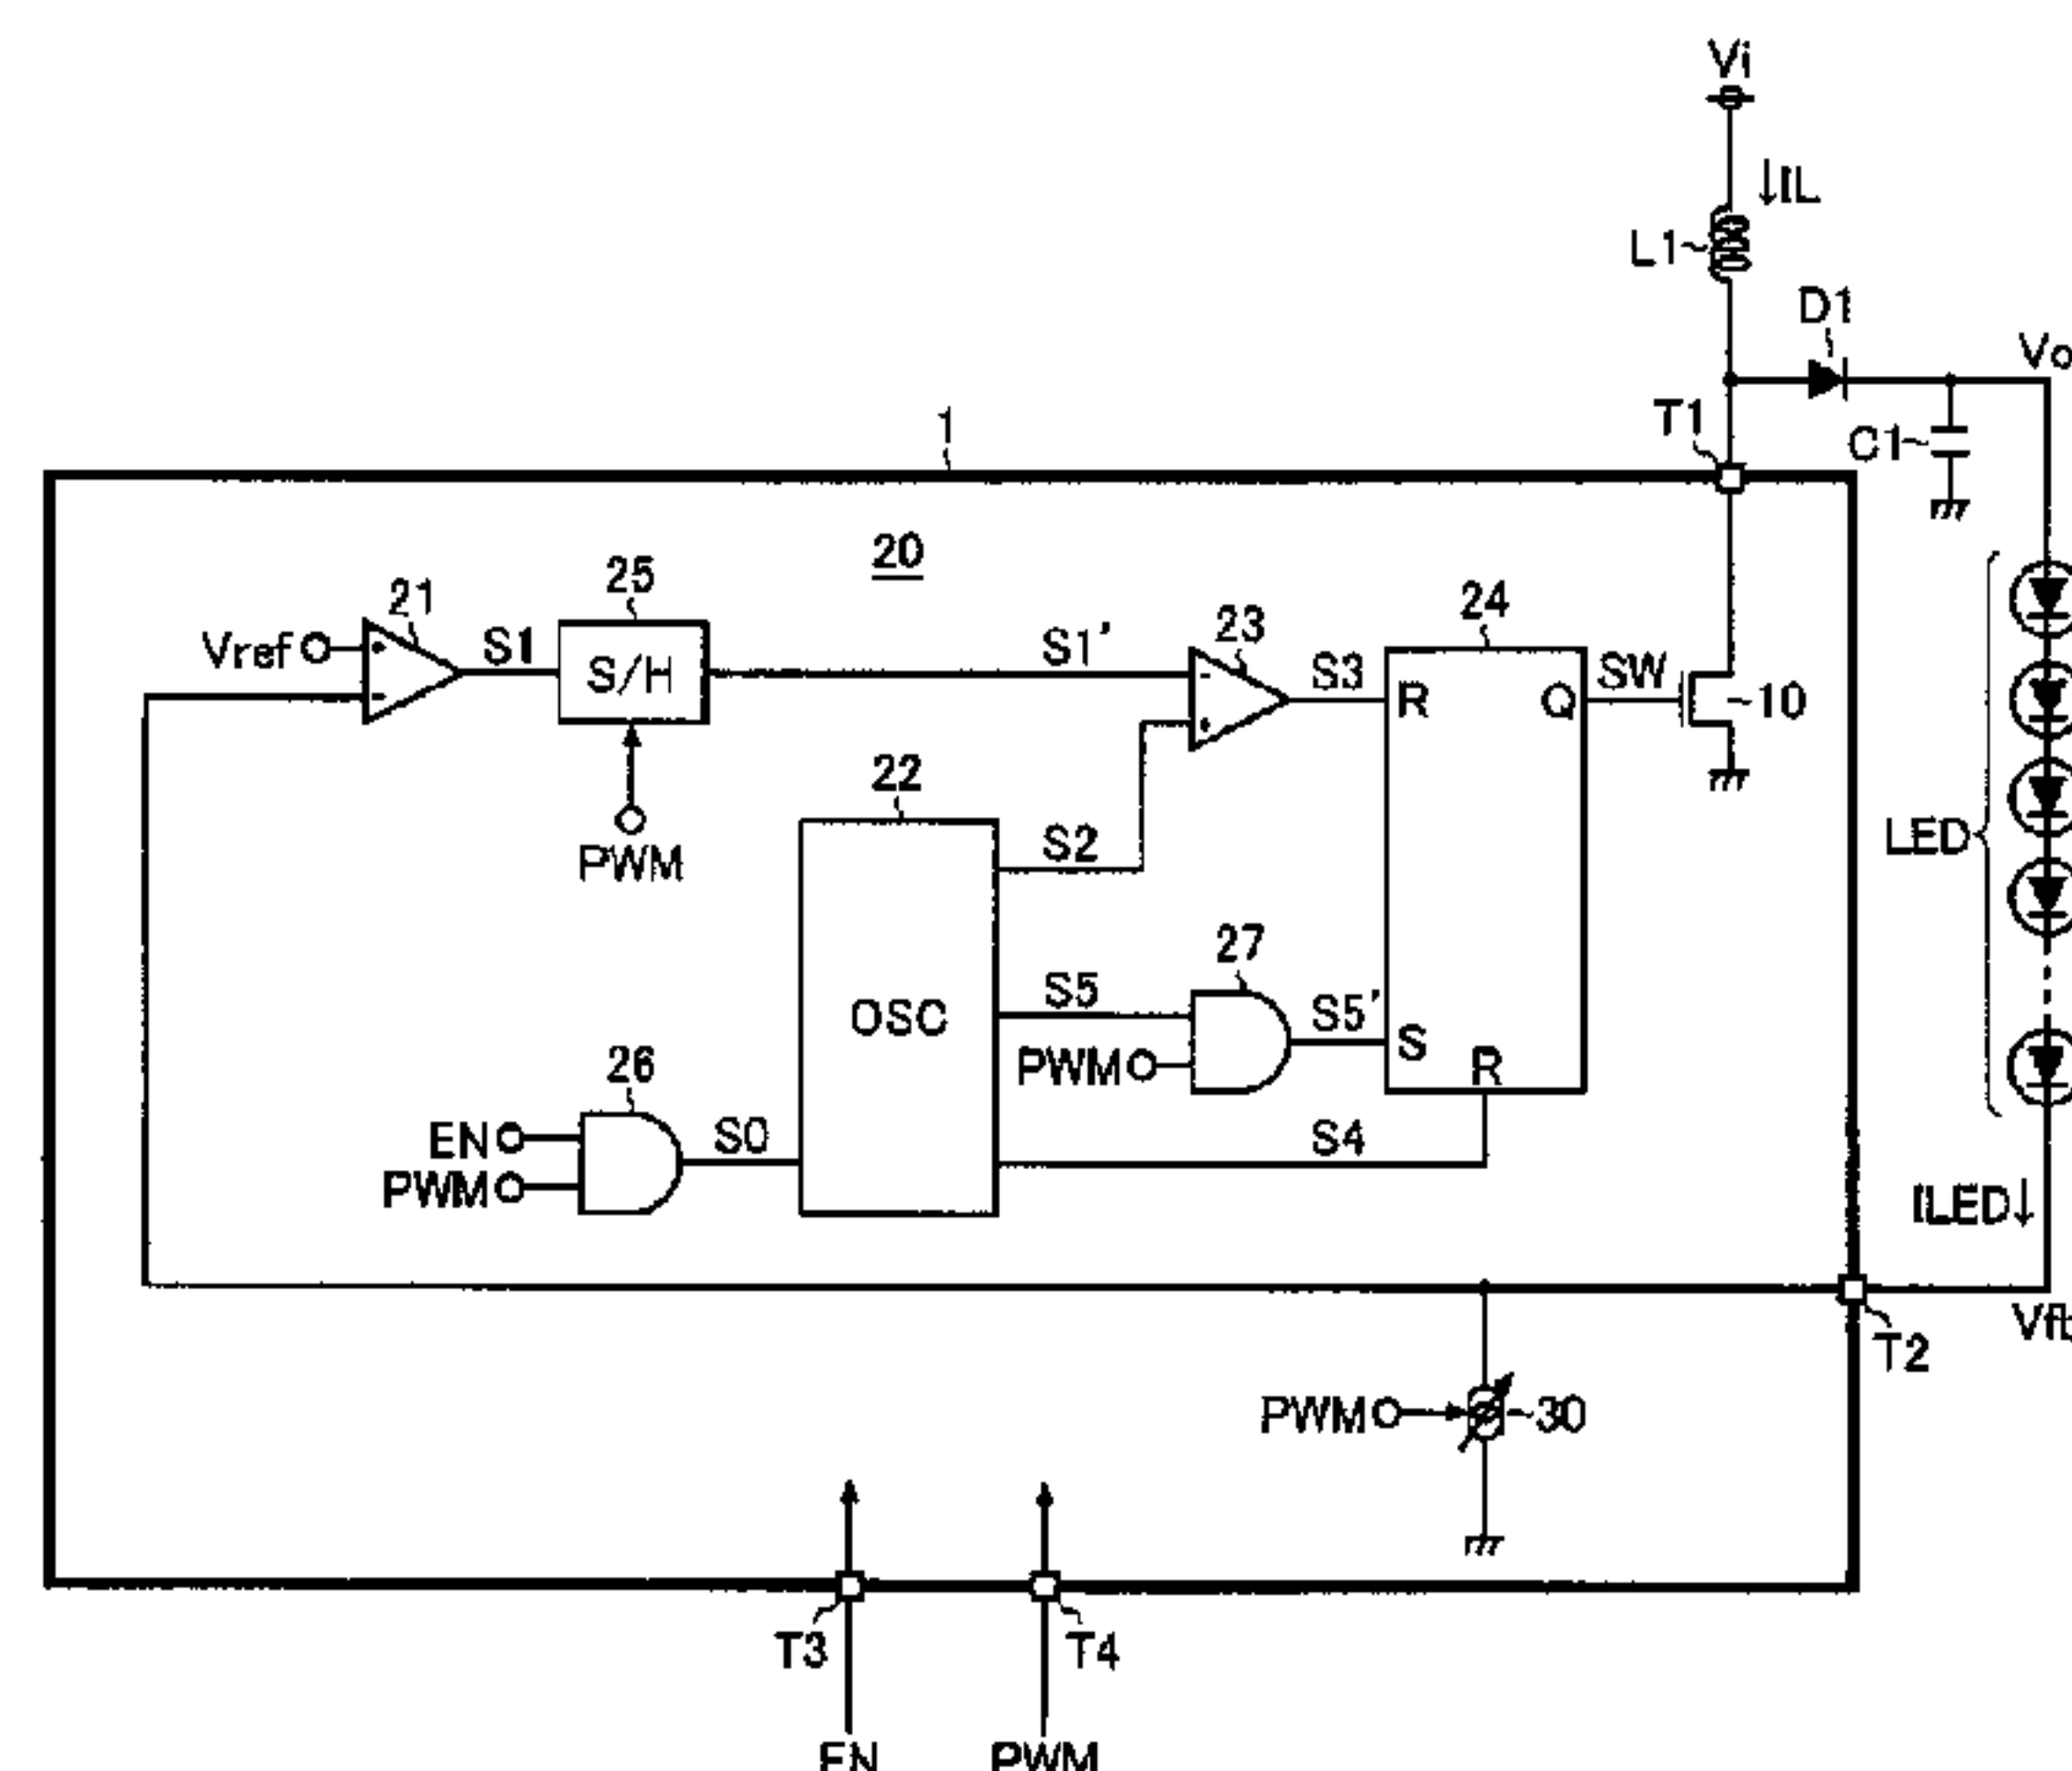 Vi
↓IL
L1~
D1
Vo
T1
C1~
1
20
21
25
Vref
S1
S/H
S1'
23
S3
24
R
Q
SW
~10
+
-
-
+
PWM
22
S2
LED
OSC
S5
27
PWM
S5'
S
R
26
EN
PWM
S0
S4
ILED↓
T2
PWM
~30
T3
T4
EN
PWM